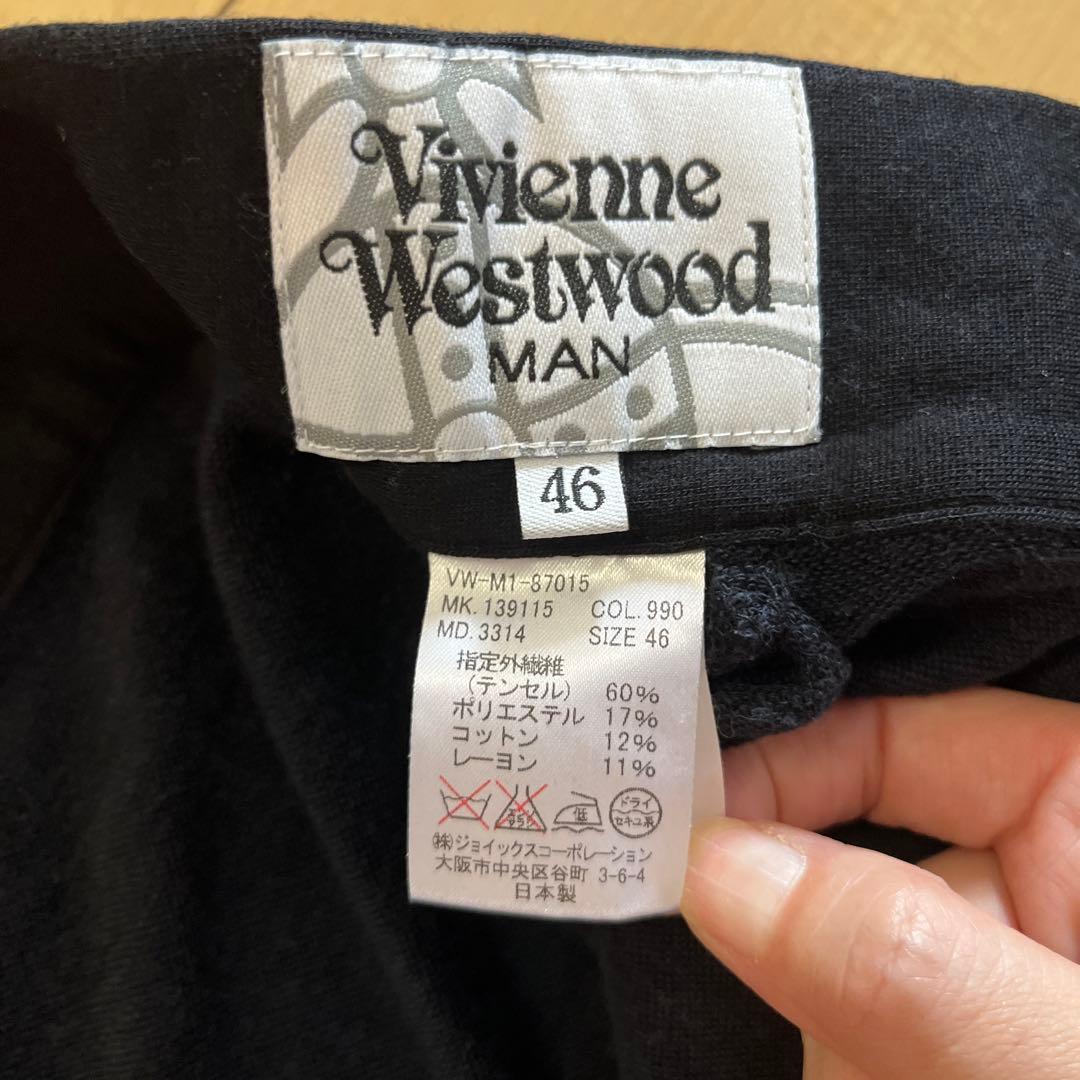 Vivienne
Westwood
MAN
46
VW-M1-87015
MK.139115 COL.990
MD.3314 SIZE 46
指定外繊維
(テンセル) 60%
ポリエステル 17%
コットン 12%
レーヨン 11%
低
ドライ
セキユ系
(株)ジョイックスコーポレーション
大阪市中央区谷町 3-6-4
日本製